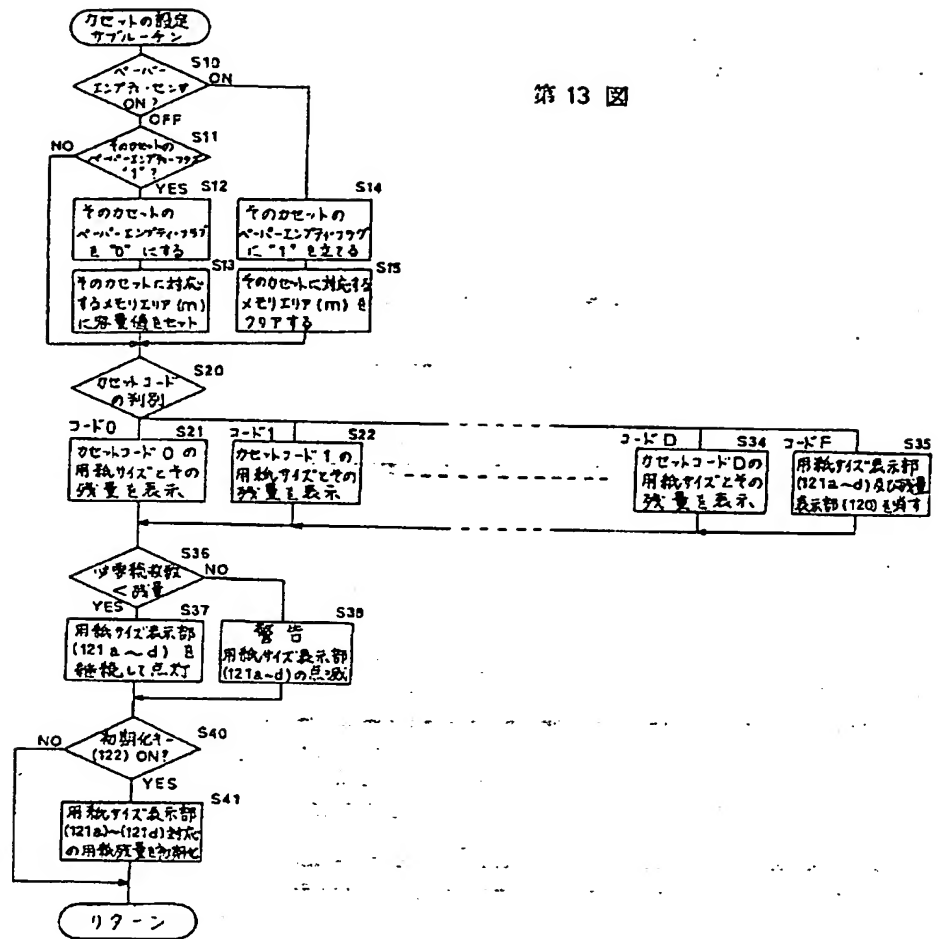 カセットの設定
サブルーチン
S10
ペーパー
エンプティ・センサ
ON?
ON
第 13 図
OFF
S11
そのカセットの
ペーパーエンプティ・フラグ
"1"?
NO
YES
S12
そのカセットの
ペーパーエンプティ・フラグ
を "0" にする
S14
そのカセットの
ペーパーエンプティ・フラグ
に "1" を立てる
S13
そのカセットに対応
するメモリエリア (m)
に容量値をセット
S15
そのカセットに対応する
メモリエリア (m) を
クリアする
S20
カセットコード
の判別
コード0
S21
カセットコード 0 の
用紙サイズとその
残量を表示
コード1
S22
カセットコード 1 の
用紙サイズとその
残量を表示
コードD
S34
カセットコードDの
用紙サイズとその
残量を表示
コードF
S35
用紙サイズ表示部
(121a~d) 及び残量
表示部(120)を消す
S36
必要総枚数
<残量
NO
YES
S37
用紙サイズ表示部
(121a~d) を
継続して点灯
S38
警告
用紙サイズ表示部
(121a~d) の点滅
S40
初期化キー
(122) ON?
NO
YES
S41
用紙サイズ表示部
(121a)~(121d)対応
の用紙残量を初期化
リターン